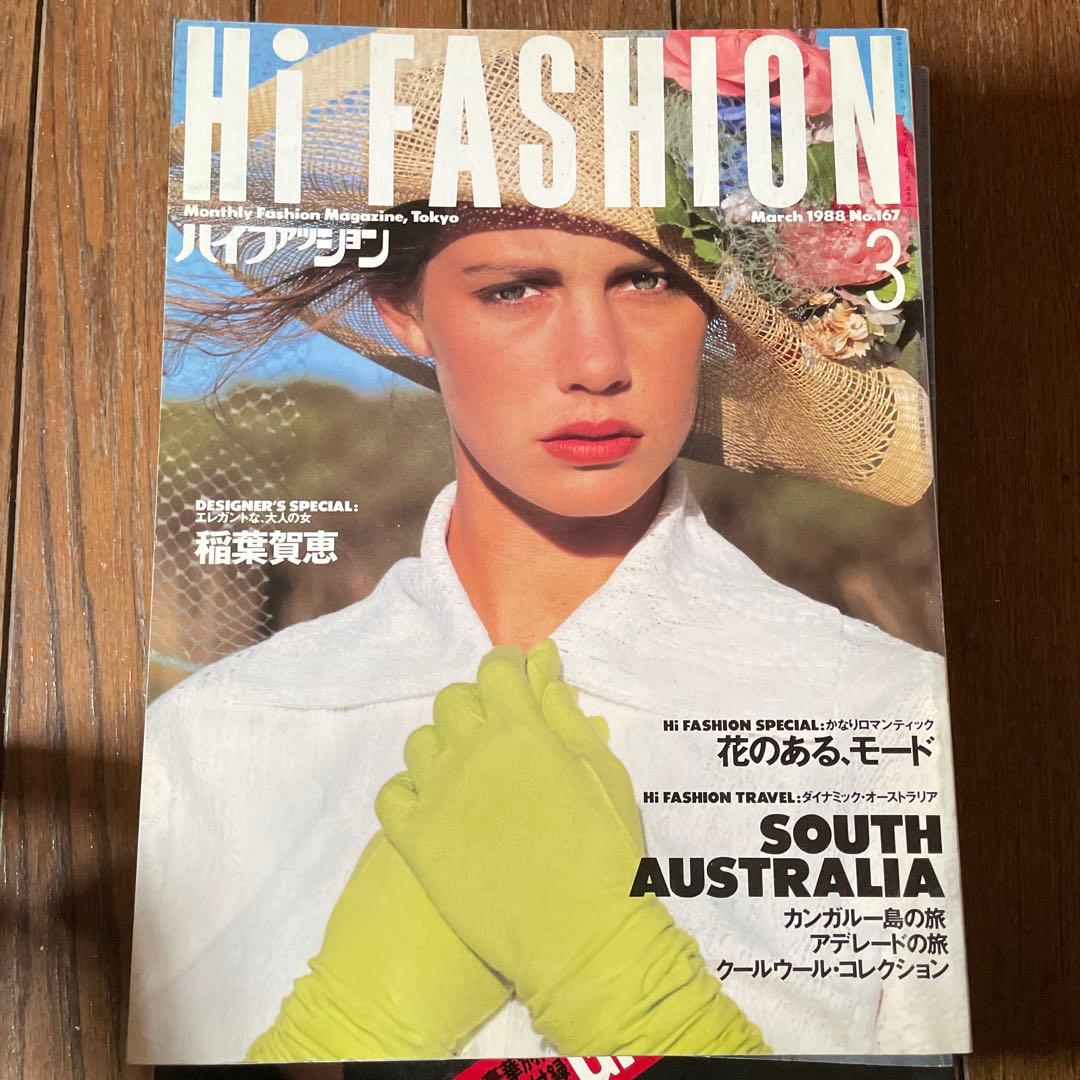 Hi FASHION
Monthly Fashion Magazine, Tokyo
March 1988 No.167
ハイファッション
3
DESIGNER'S SPECIAL:
エレガントな、大人の女
稲葉賀恵
Hi FASHION SPECIAL:かなりロマンティック
花のある、モード
Hi FASHION TRAVEL:ダイナミック・オーストラリア
SOUTH
AUSTRALIA
カンガルー島の旅
アデレードの旅
クールウール・コレクション